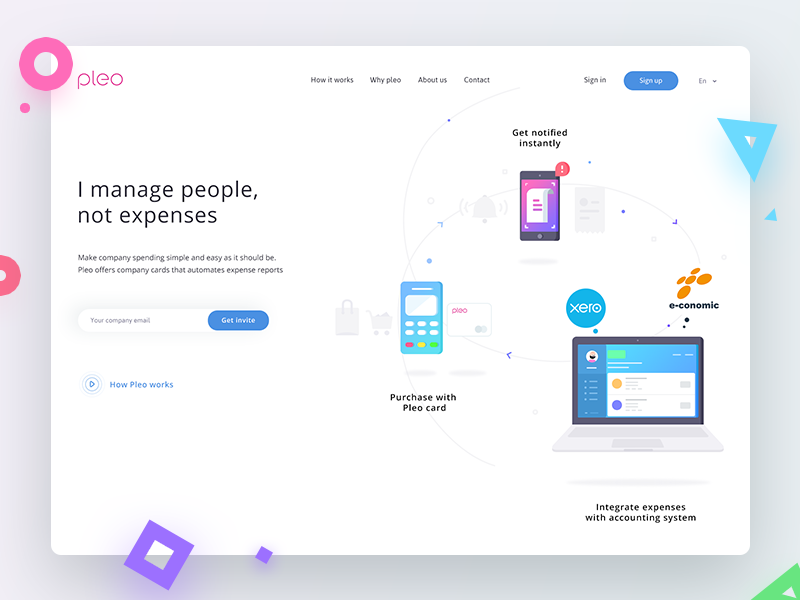 pleo
How it works
Why pleo
About us
Contact
Sign in
Sign up
En
Get notified
instantly
I manage people,
not expenses
Make company spending simple and easy as it should be.
Pleo offers company cards that automates expense reports
Your company email
Get invite
How Pleo works
pleo
Purchase with
Pleo card
xero
e-conomic
Integrate expenses
with accounting system